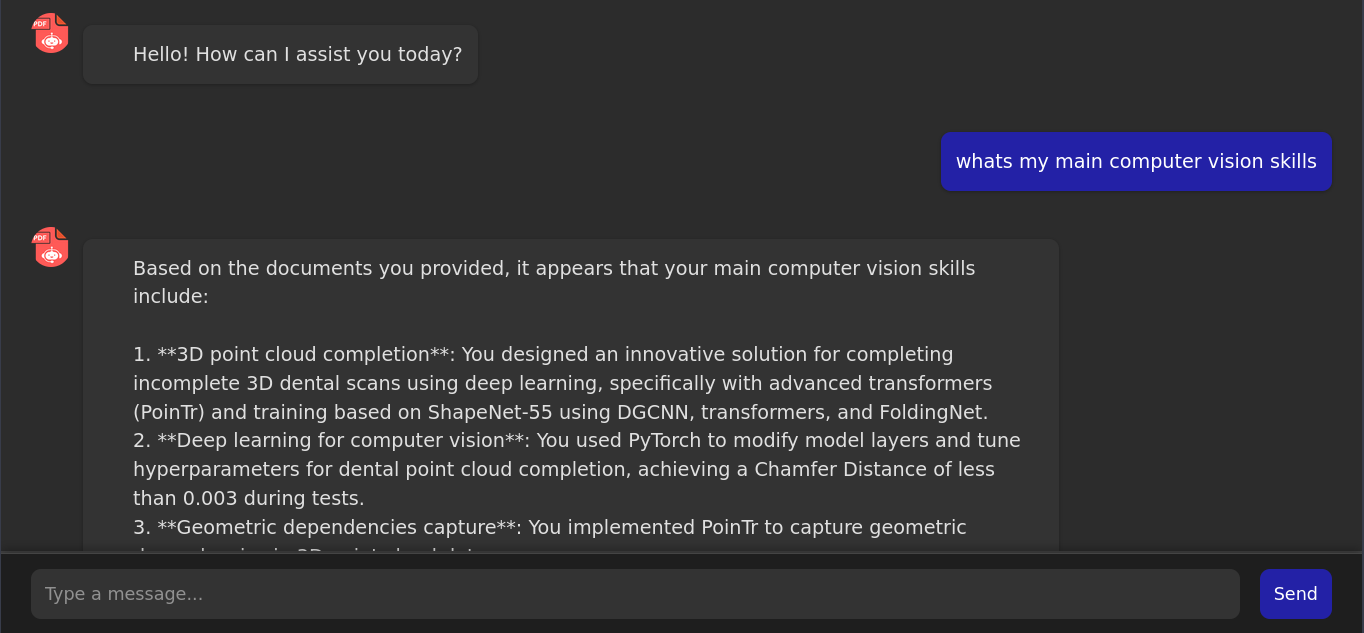 PDF
Hello! How can I assist you today?
whats my main computer vision skills
PDF
Based on the documents you provided, it appears that your main computer vision skills
include:
1. **3D point cloud completion**: You designed an innovative solution for completing
incomplete 3D dental scans using deep learning, specifically with advanced transformers
(PoinTr) and training based on ShapeNet-55 using DGCNN, transformers, and FoldingNet.
2. **Deep learning for computer vision**: You used PyTorch to modify model layers and tune
hyperparameters for dental point cloud completion, achieving a Chamfer Distance of less
than 0.003 during tests.
3. **Geometric dependencies capture**: You implemented PoinTr to capture geometric
Type a message...
Send